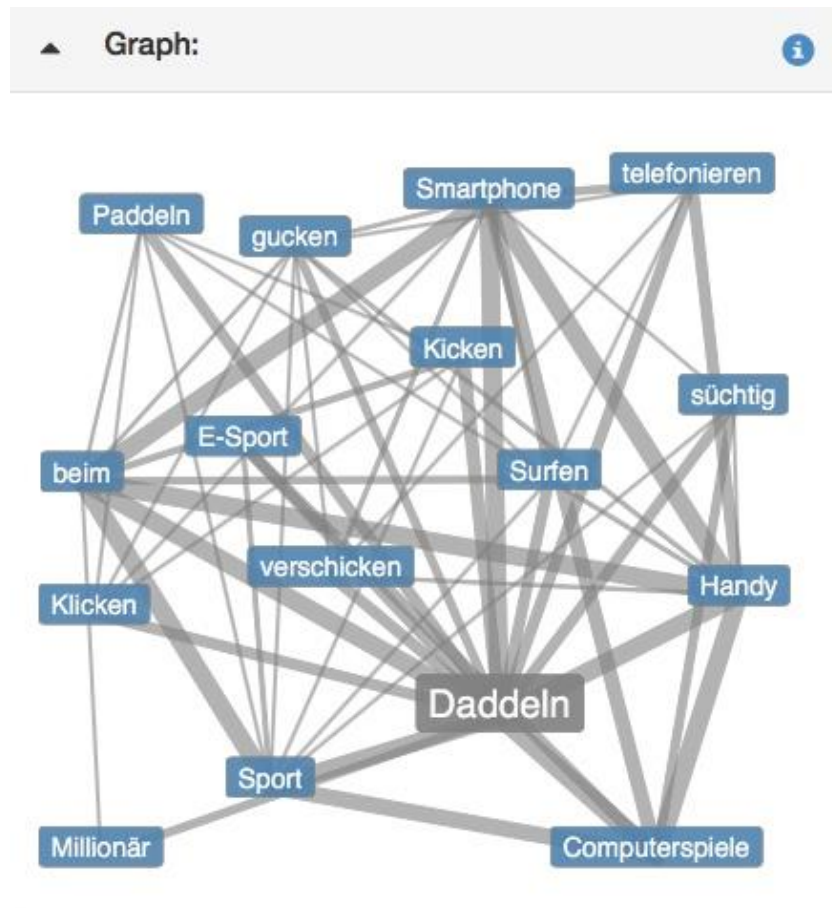 Graph:
i
Smartphone
telefonieren
Paddeln
gucken
Kicken
süchtig
E-Sport
beim
Surfen
verschicken
Handy
Klicken
Daddeln
Sport
Millionär
Computerspiele